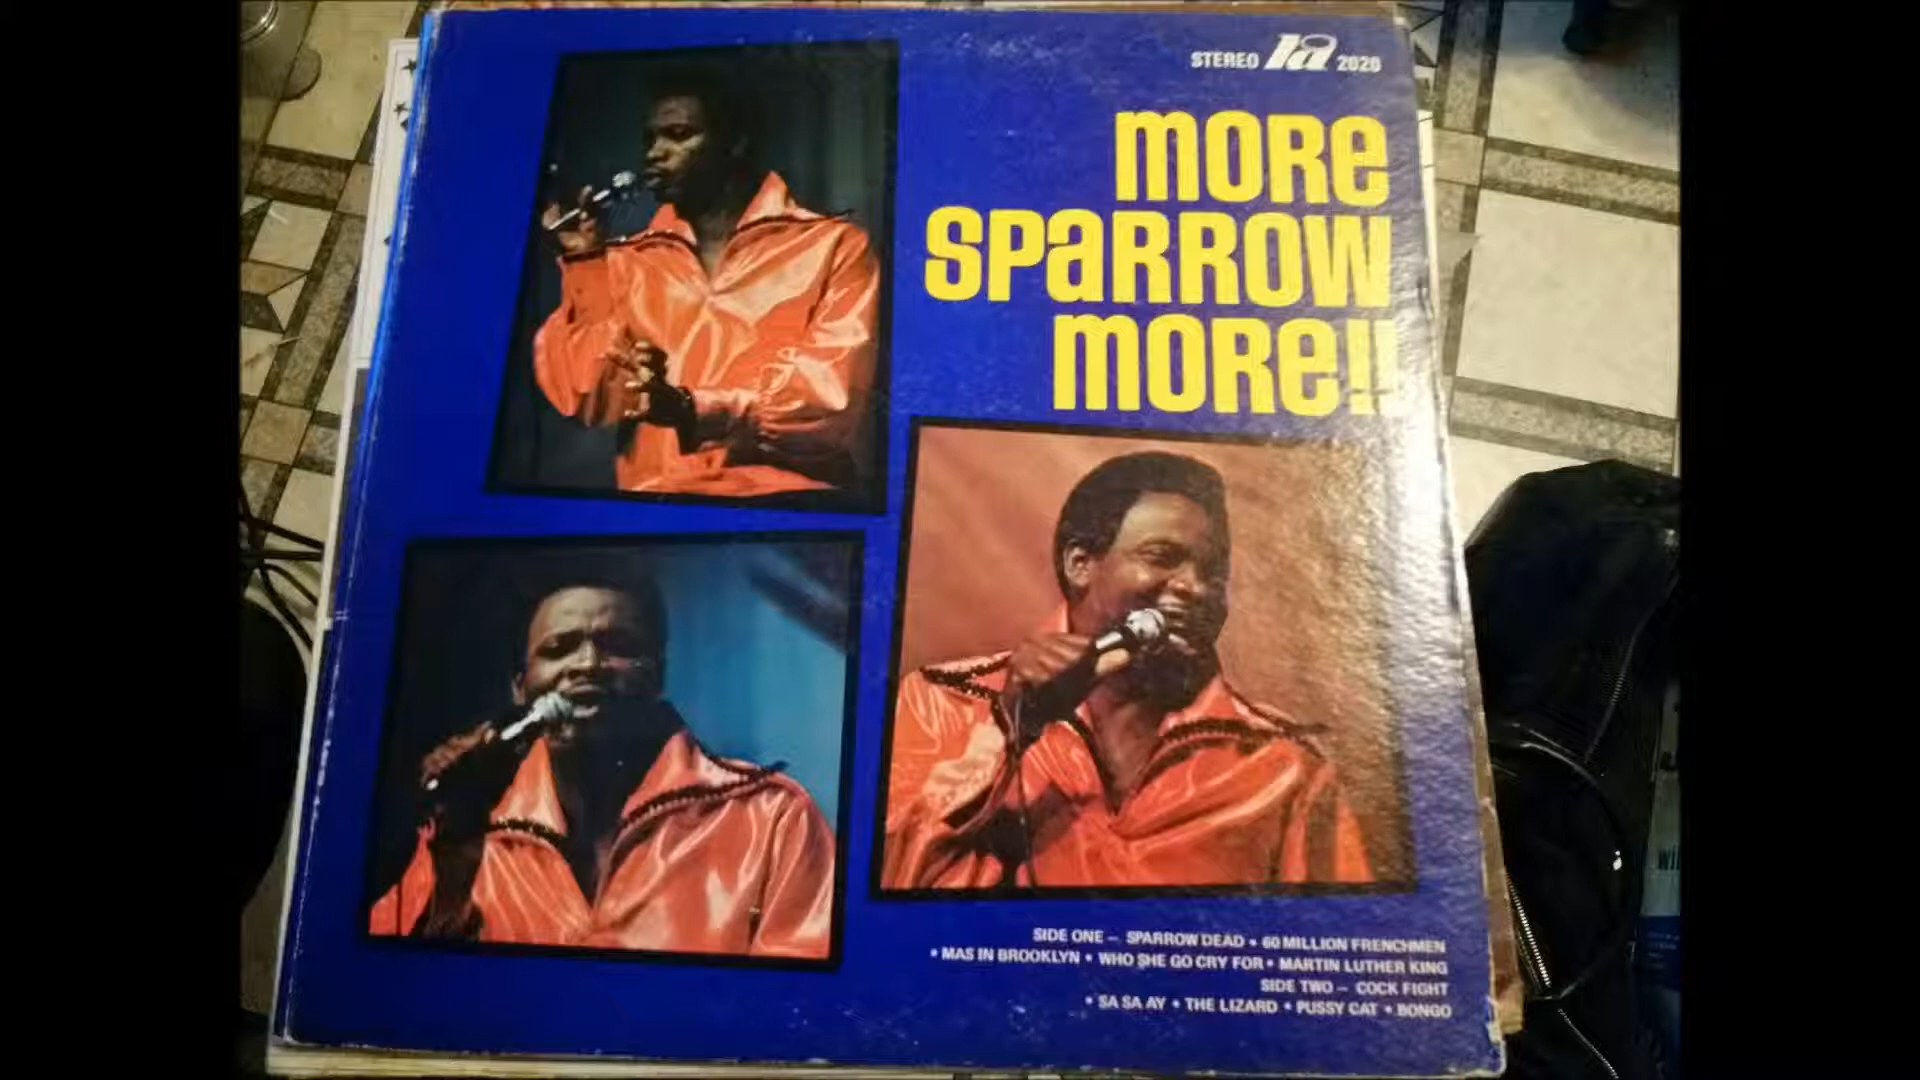 STEREO la 2020
MORE
SPARROW
MORE!!
SIDE ONE – SPARROW DEAD • 60 MILLION FRENCHMEN
• MAS IN BROOKLYN • WHO SHE GO CRY FOR • MARTIN LUTHER KING
SIDE TWO – COCK FIGHT
• SA SA AY • THE LIZARD • PUSSY CAT • BONGO